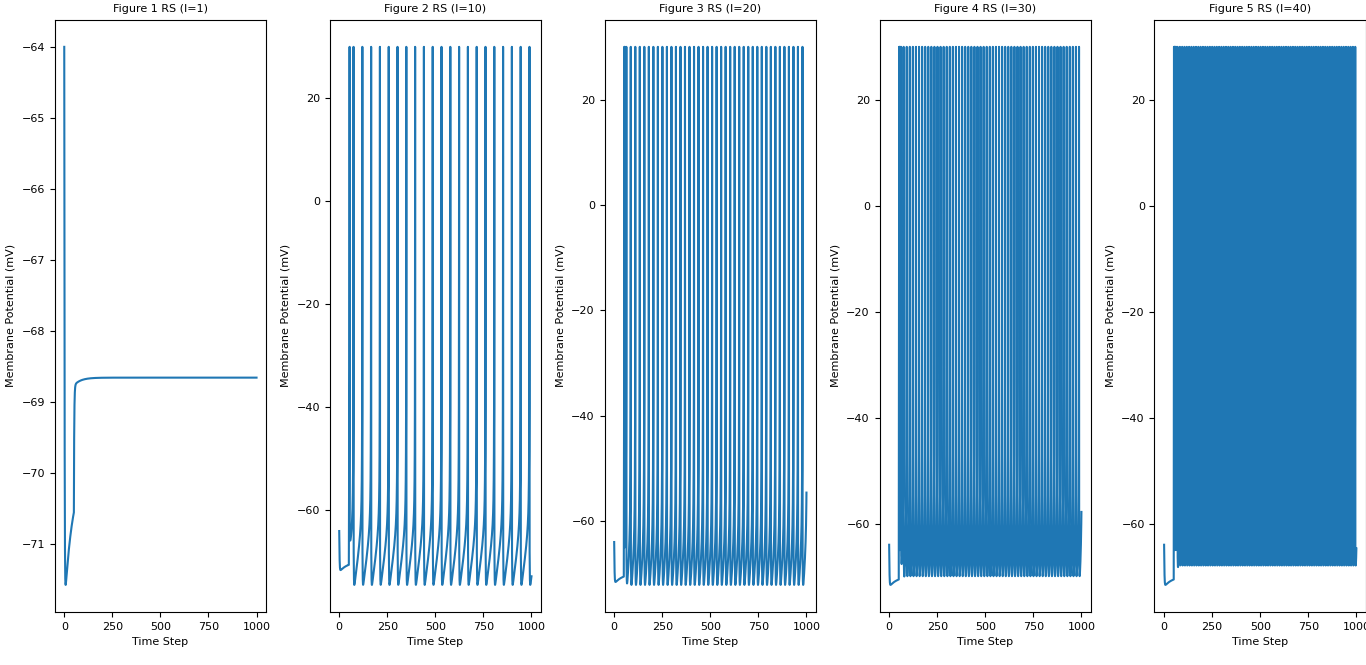 Figure 1 RS (I=1)
Figure 2 RS (I=10)
Figure 3 RS (I=20)
Figure 4 RS (I=30)
Figure 5 RS (I=40)
Membrane Potential (mV)
−64
−65
−66
−67
−68
−69
−70
−71
0 250 500 750 1000
Time Step
Membrane Potential (mV)
20
0
−20
−40
−60
0 250 500 750 1000
Time Step
Membrane Potential (mV)
20
0
−20
−40
−60
0 250 500 750 1000
Time Step
Membrane Potential (mV)
20
0
−20
−40
−60
0 250 500 750 1000
Time Step
Membrane Potential (mV)
20
0
−20
−40
−60
0 250 500 750 1000
Time Step